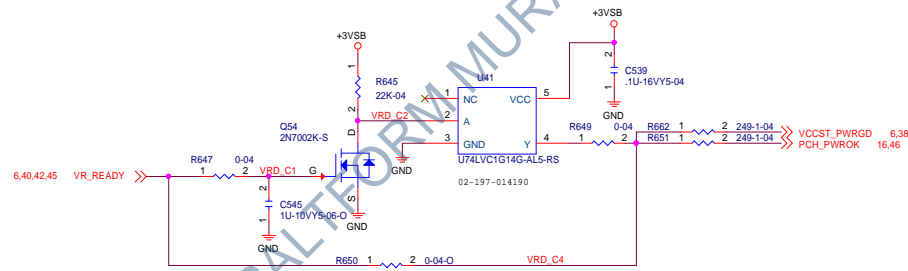 +3VSB
+3VSB
1
2
R645
22K-04
U41
1
NC
VCC
5
2
A
3
GND
Y
4
U74LVC1G14G-AL5-RS
02-197-014190
2
1
C539
.1U-16VY5-04
GND
VRD_C2
Q54
2N7002K-S
D
G
S
GND
GND
R649
0-04
1
2
R662
1
2
249-1-04
VCCST_PWRGD
6,38
R651
1
2
249-1-04
PCH_PWROK
16,46
6,40,42,45
VR_READY
R647
0-04
1
2
VRD_C1
2
1
C545
1U-10VY5-06-O
GND
R650
1
2
0-04-O
VRD_C4
ALTFORM MURA